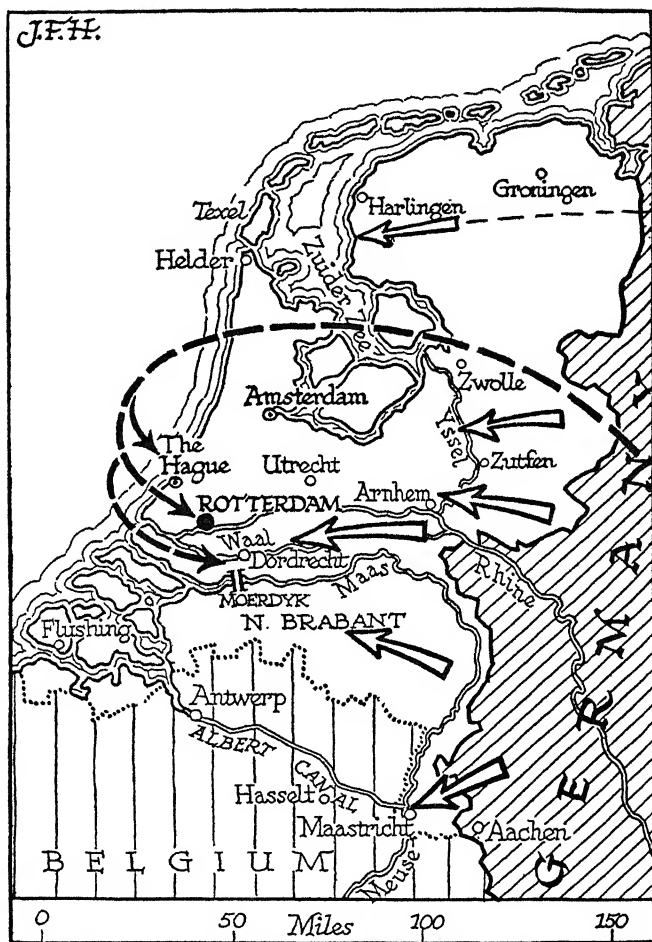 J.F.H.
Groningen
Harlingen
Texel
Helder
Zuider Zee
Zwolle
Amsterdam
Yssel
The Hague
Utrecht
Zutfen
Arnhem
ROTTERDAM
Waal
Dordrecht
Maas
Rhine
MOERDYK
N. BRABANT
Flushing
Antwerp
ALBERT CANAL
Hasselt
Maastricht
Aachen
Meuse
BELGIUM
GERMANY
0 50 100 150
Miles